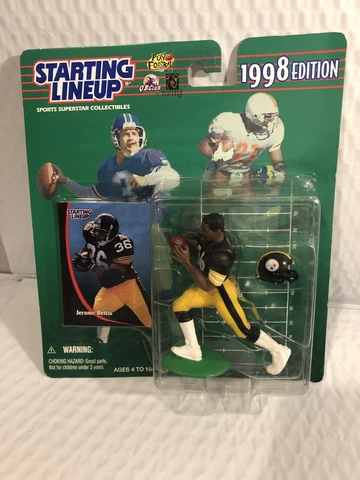 STARTING
LINEUP
SPORTS SUPERSTAR COLLECTIBLES
1998 EDITION
STARTING
LINEUP
36
Jerome Bettis
WARNING:
CHOKING HAZARD-Small parts.
Not for children under 3 years.
AGES 4 TO 10